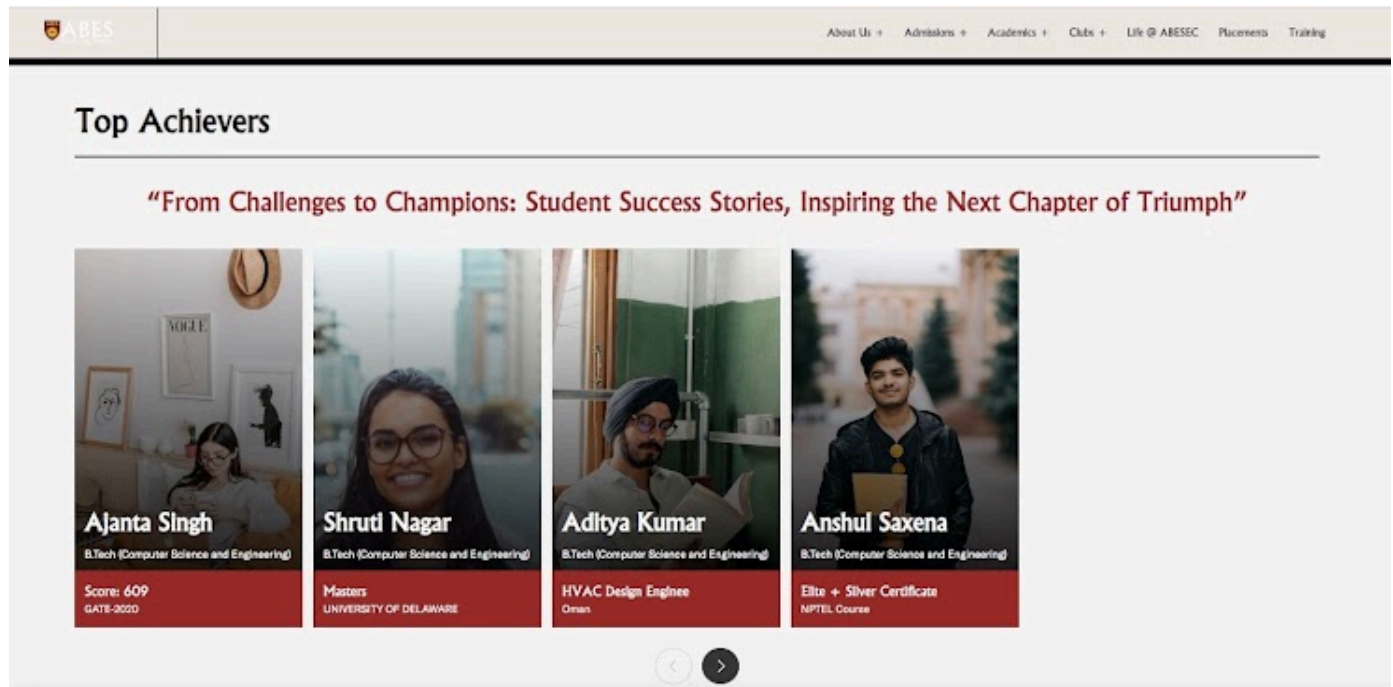 ABES
About Us +
Admissions +
Academics +
Clubs +
Life @ ABESEC
Placements
Training
Top Achievers
“From Challenges to Champions: Student Success Stories, Inspiring the Next Chapter of Triumph”
VOGUE
Ajanta Singh
B.Tech (Computer Science and Engineering)
Score: 609
GATE-2020
Shruti Nagar
B.Tech (Computer Science and Engineering)
Masters
UNIVERSITY OF DELAWARE
Aditya Kumar
B.Tech (Computer Science and Engineering)
HVAC Design Enginee
Oman
Anshul Saxena
B.Tech (Computer Science and Engineering)
Elite + Silver Certificate
NPTEL Course